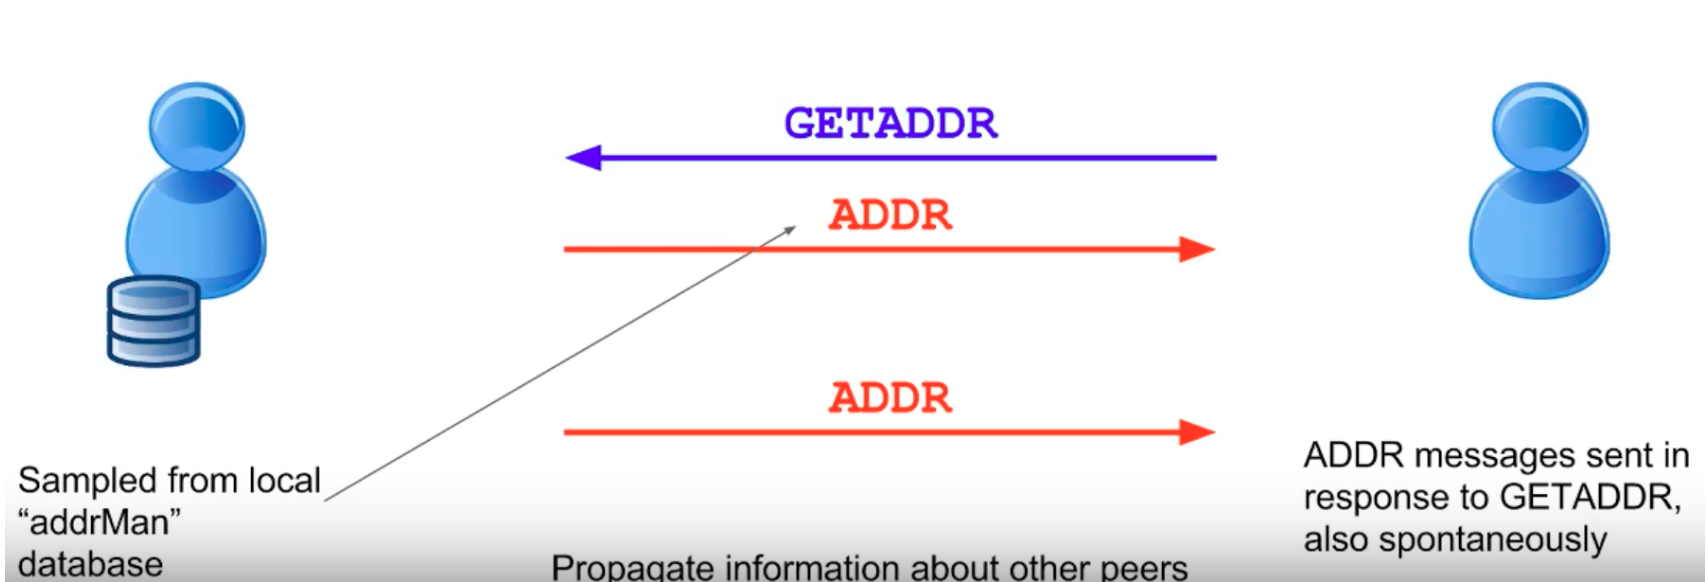 GETADDR
ADDR
ADDR
Sampled from local
“addrMan”
database
ADDR messages sent in
response to GETADDR,
also spontaneously
Propagate information about other peers